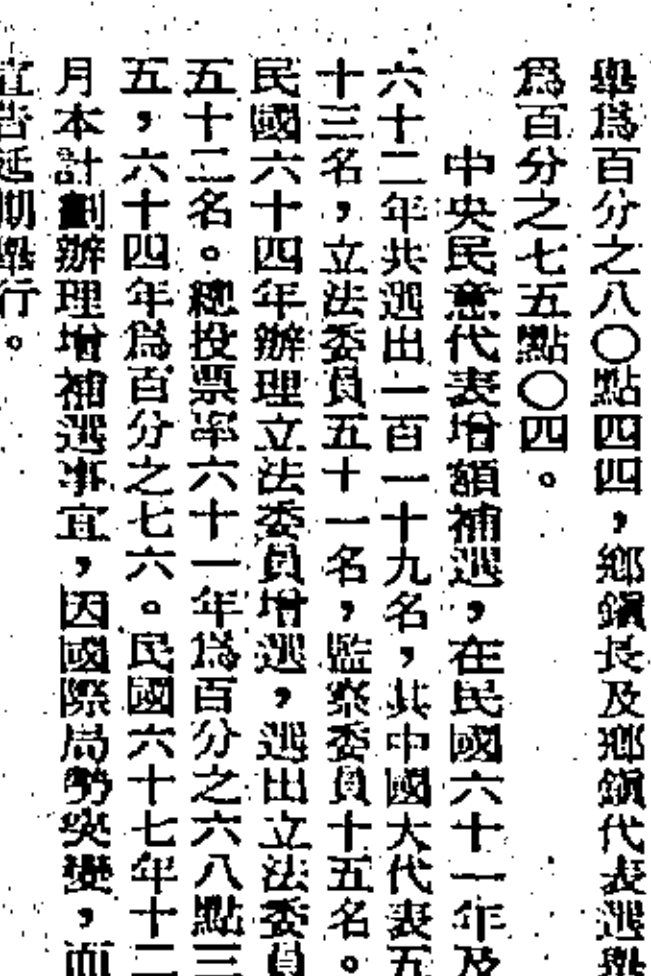 舉為百分之八〇點四四，鄉鎮長及鄉鎮代表選舉
為百分之七五點〇四。
中央民意代表增額補選，在民國六十一年及
六十二年共選出一百一十九名，其中國大代表五
十三名，立法委員五十一名，監察委員十五名。
民國六十四年辦理立法委員增選，選出立法委員
五十二名。總投票率六十一年為百分之六八點三
五，六十四年為百分之七六。民國六十七年十二
月本計劃辦理增補選事宜，因國際局勢突變，而
宣告延期舉行。